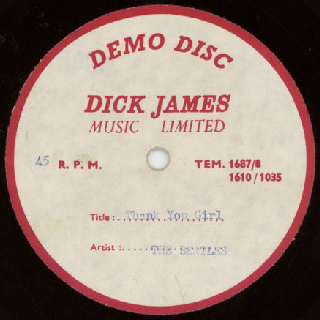 DEMO DISC
DICK JAMES
MUSIC LIMITED
45 R. P. M. TEM. 1687/8
1610/1035
Title :.. Thank You Girl
Artist :..... THE BEATLES